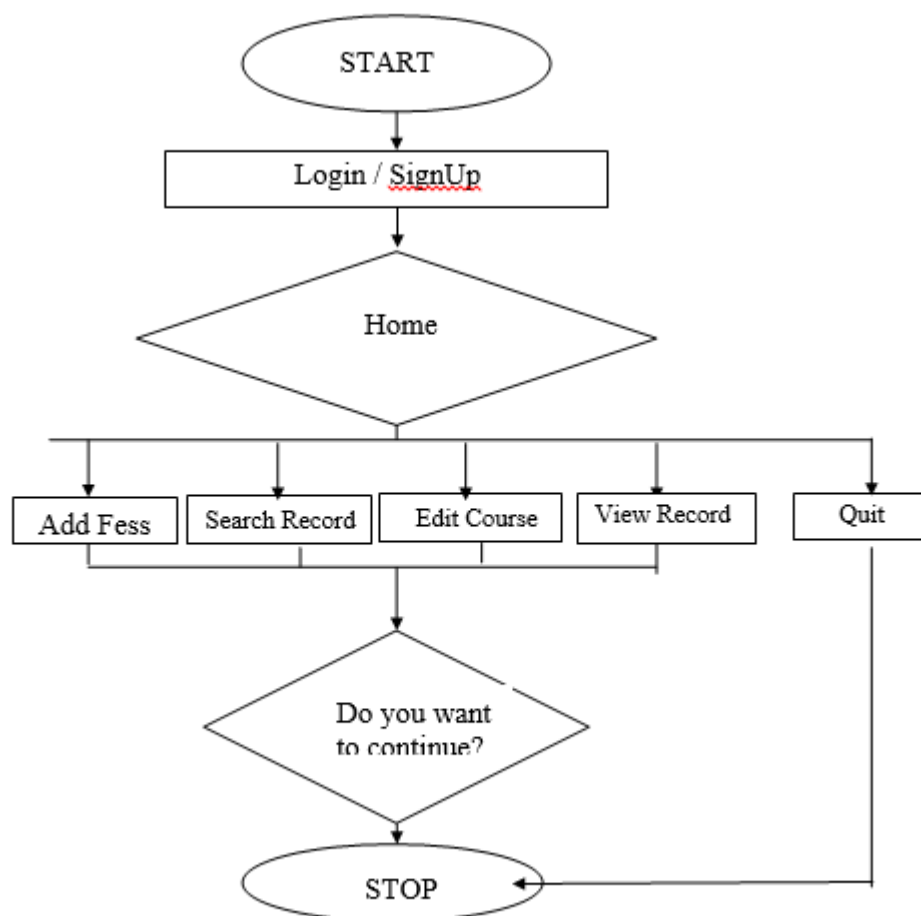 START
Login / SignUp
Home
Add Fess
Search Record
Edit Course
View Record
Quit
Do you want
to continue?
STOP